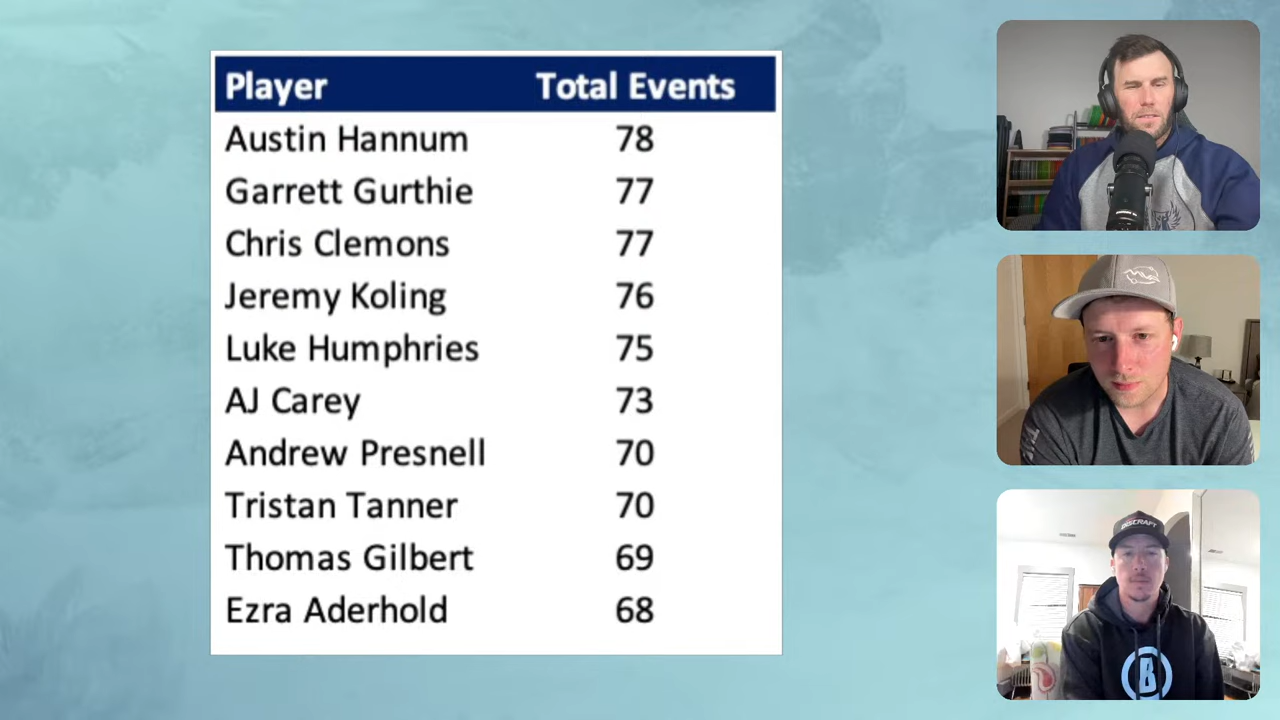 Player Total Events
Austin Hannum 78
Garrett Gurthie 77
Chris Clemons 77
Jeremy Koling 76
Luke Humphries 75
AJ Carey 73
Andrew Presnell 70
Tristan Tanner 70
Thomas Gilbert 69
Ezra Aderhold 68
DISCRAFT
B